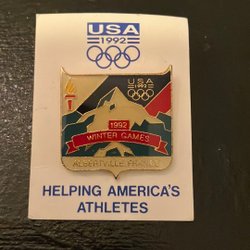 USA
1992
USA
1992
1992
WINTER GAMES
ALBERTVILLE, FRANCE
HELPING AMERICA'S
ATHLETES